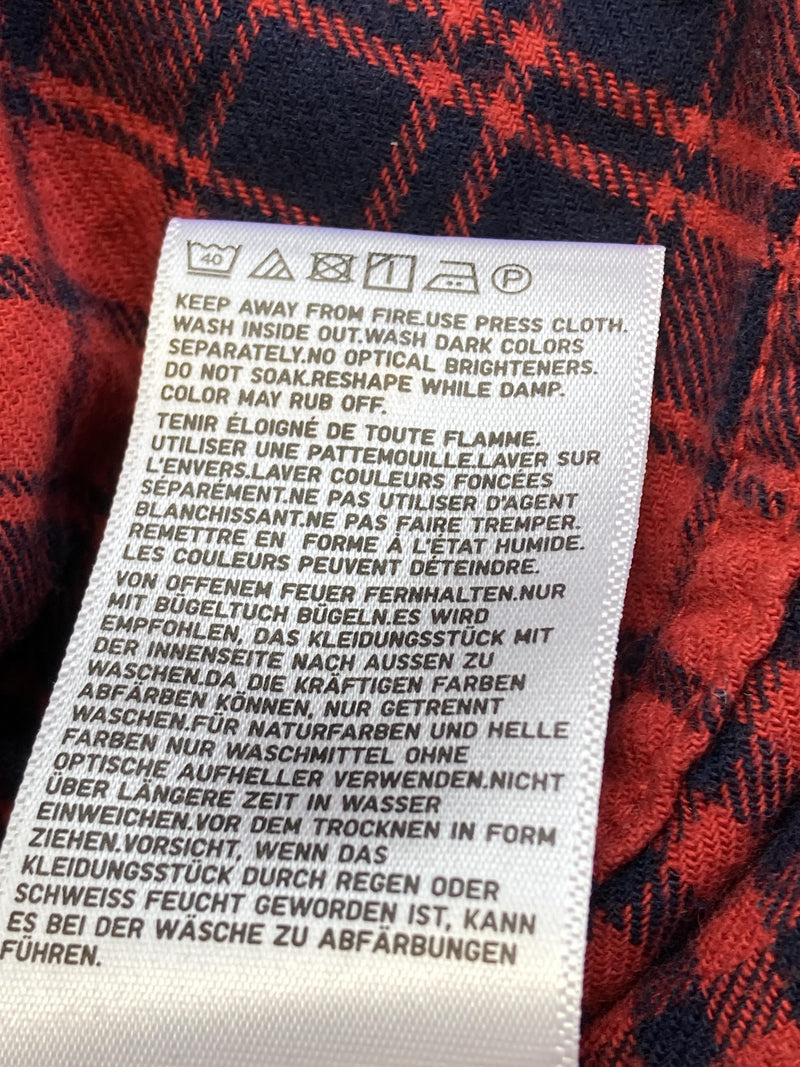 40 P
KEEP AWAY FROM FIRE.USE PRESS CLOTH.
WASH INSIDE OUT.WASH DARK COLORS
SEPARATELY.NO OPTICAL BRIGHTENERS.
DO NOT SOAK.RESHAPE WHILE DAMP.
COLOR MAY RUB OFF.
TENIR ÉLOIGNÉ DE TOUTE FLAMME.
UTILISER UNE PATTEMOUILLE.LAVER SUR
L'ENVERS.LAVER COULEURS FONCÉES
SÉPARÉMENT.NE PAS UTILISER D'AGENT
BLANCHISSANT.NE PAS FAIRE TREMPER.
REMETTRE EN FORME À L'ÉTAT HUMIDE.
LES COULEURS PEUVENT DÉTEINDRE.
VON OFFENEM FEUER FERNHALTEN.NUR
MIT BÜGELTUCH BÜGELN.ES WIRD
EMPFOHLEN, DAS KLEIDUNGSSTÜCK MIT
DER INNENSEITE NACH AUSSEN ZU
WASCHEN.DA DIE KRÄFTIGEN FARBEN
ABFÄRBEN KÖNNEN, NUR GETRENNT
WASCHEN.FÜR NATURFARBEN UND HELLE
FARBEN NUR WASCHMITTEL OHNE
OPTISCHE AUFHELLER VERWENDEN.NICHT
ÜBER LÄNGERE ZEIT IN WASSER
EINWEICHEN.VOR DEM TROCKNEN IN FORM
ZIEHEN.VORSICHT, WENN DAS
KLEIDUNGSSTÜCK DURCH REGEN ODER
SCHWEISS FEUCHT GEWORDEN IST, KANN
ES BEI DER WÄSCHE ZU ABFÄRBUNGEN
FÜHREN.